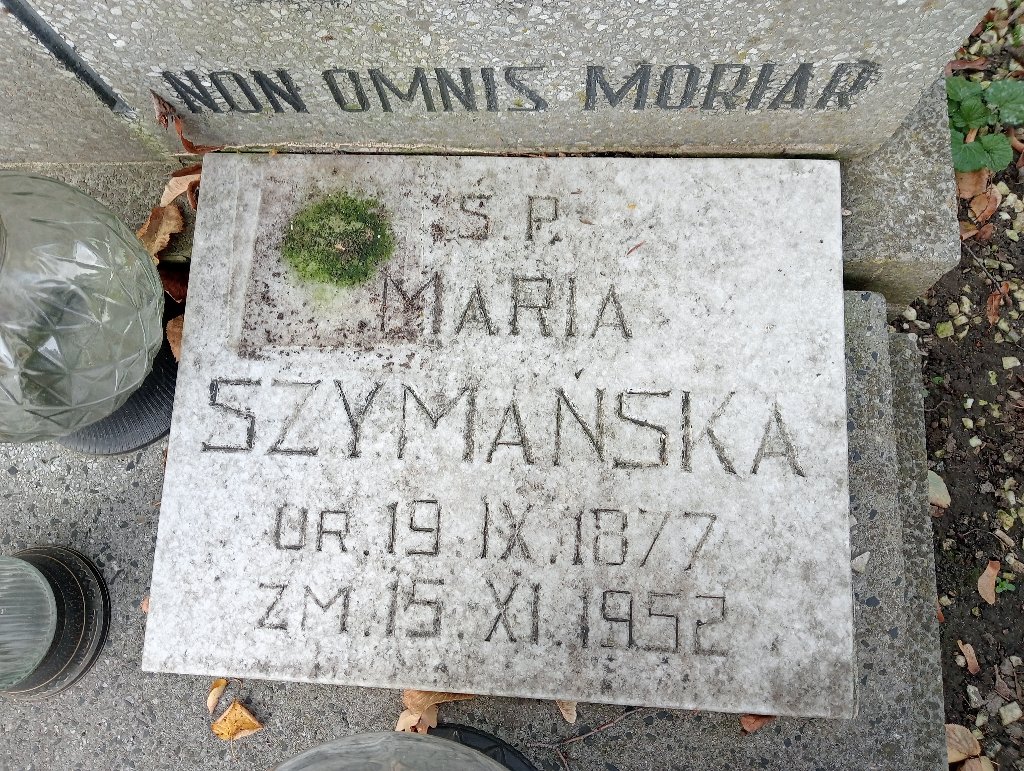 NON OMNIS MORIAR
Ś. P.
MARIA
SZYMAŃSKA
UR. 19. IX. 1877
ZM. 15. XI. 1952